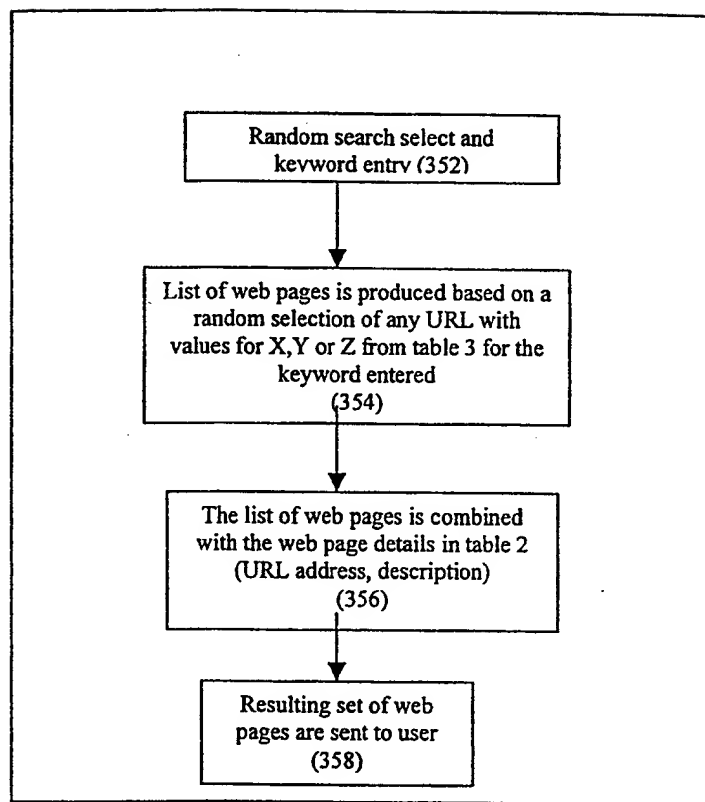 Random search select and
keyword entry (352)
List of web pages is produced based on a
random selection of any URL with
values for X,Y or Z from table 3 for the
keyword entered
(354)
The list of web pages is combined
with the web page details in table 2
(URL address, description)
(356)
Resulting set of web
pages are sent to user
(358)